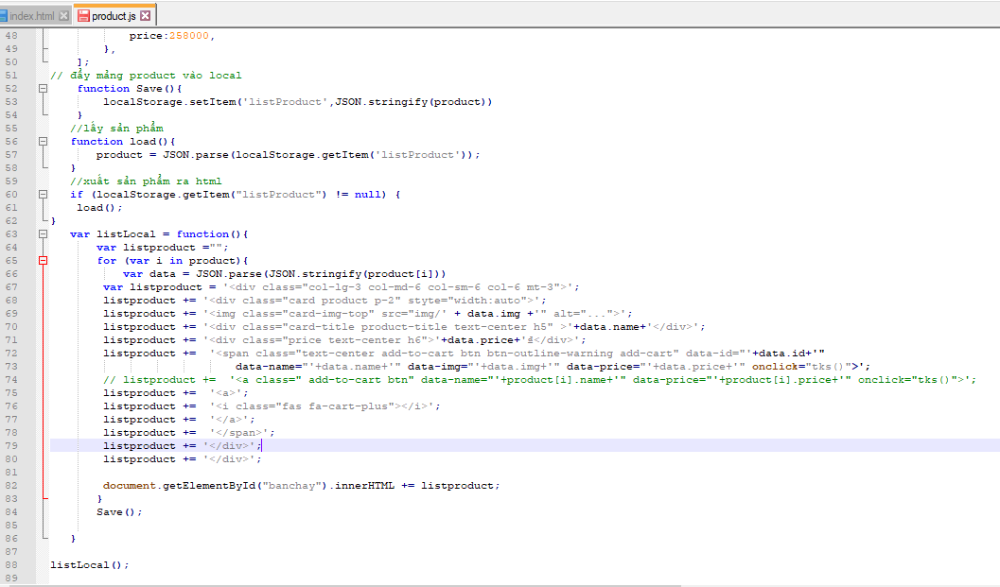 index.html product.js
48 price:258000,
49 },
50 ];
51 // đẩy mảng product vào local
52 function Save(){
53 localStorage.setItem('listProduct',JSON.stringify(product))
54 }
55 //lấy sản phẩm
56 function load(){
57 product = JSON.parse(localStorage.getItem('listProduct'));
58 }
59 //xuất sản phẩm ra html
60 if (localStorage.getItem("listProduct") != null) {
61 load();
62 }
63 var listLocal = function(){
64 var listproduct ="";
65 for (var i in product){
66 var data = JSON.parse(JSON.stringify(product[i]))
67 var listproduct = '<div class="col-lg-3 col-md-6 col-sm-6 col-6 mt-3">';
68 listproduct += '<div class="card product p-2" styte="width:auto">';
69 listproduct += '<img class="card-img-top" src="img/' + data.img +'" alt="...">';
70 listproduct += '<div class="card-title product-title text-center h5" >'+data.name+'</div>';
71 listproduct += '<div class="price text-center h6">'+data.price+'₫</div>';
72 listproduct += '<span class="text-center add-to-cart btn btn-outline-warning add-cart" data-id="'+data.id+'"
73 data-name="'+data.name+'" data-img="'+data.img+'" data-price="'+data.price+'" onclick="tks()">';
74 // listproduct += '<a class=" add-to-cart btn" data-name="'+product[i].name+'" data-price="'+product[i].price+'" onclick="tks()">';
75 listproduct += '<a>';
76 listproduct += '<i class="fas fa-cart-plus"></i>';
77 listproduct += '</a>';
78 listproduct += '</span>';
79 listproduct += '</div>';
80 listproduct += '</div>';
81
82 document.getElementById("banchay").innerHTML += listproduct;
83 }
84 Save();
85
86 }
87
88 listLocal();
89